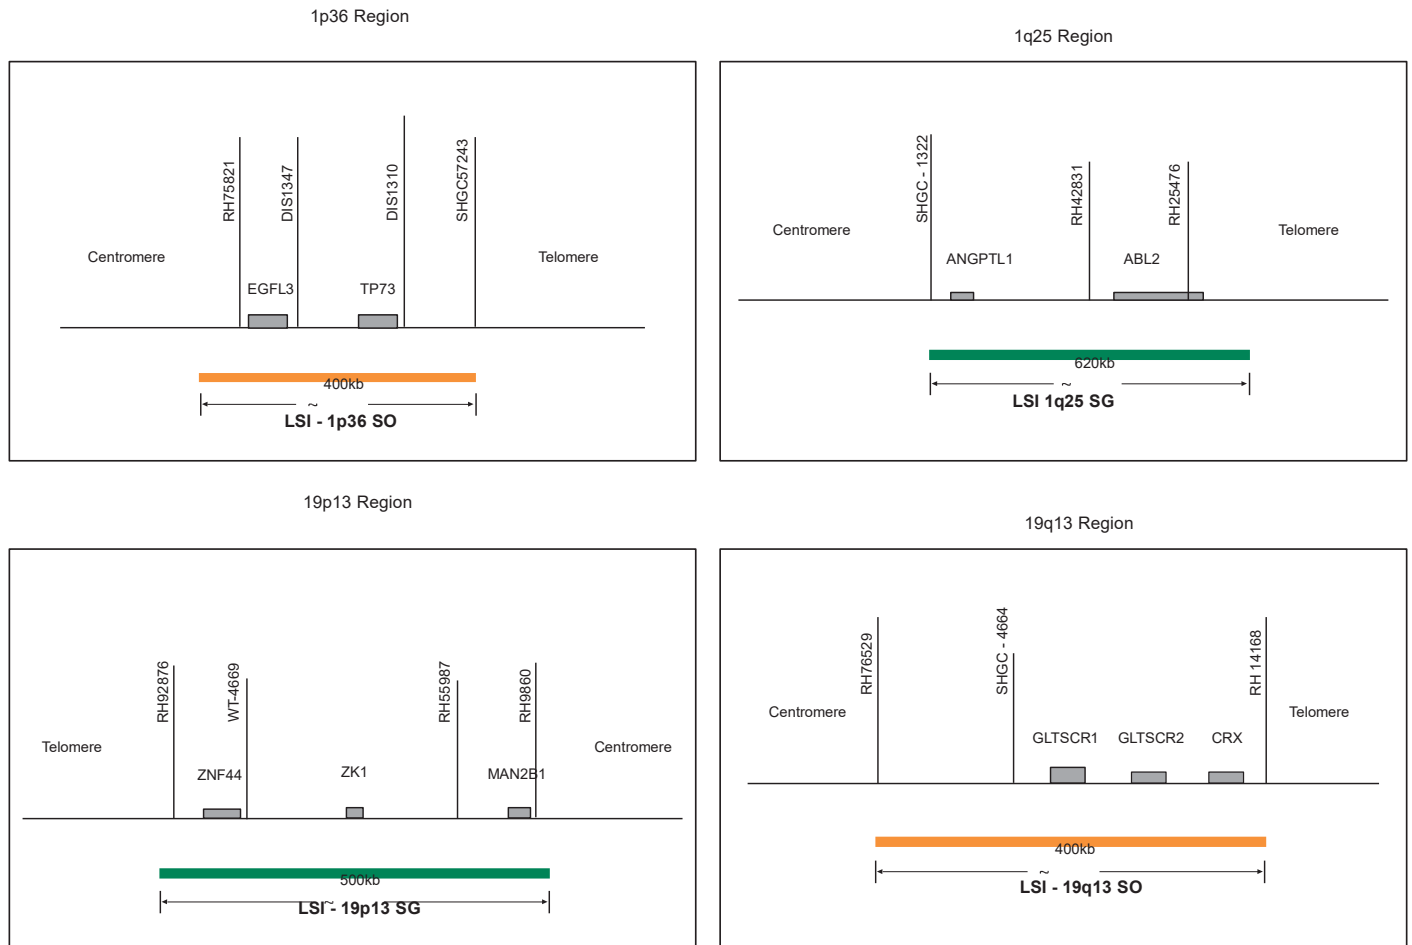 1p36 Region
RH75821
DIS1347
DIS1310
SHGC57243
Centromere
Telomere
EGFL3
TP73
400kb
~
LSI - 1p36 SO
1q25 Region
SHGC - 1322
RH42831
RH25476
Centromere
Telomere
ANGPTL1
ABL2
620kb
~
LSI 1q25 SG
19p13 Region
RH92876
WT-4669
RH55987
RH9860
Telomere
Centromere
ZNF44
ZK1
MAN2B1
500kb
~
LSI - 19p13 SG
19q13 Region
RH76529
SHGC - 4664
RH 14168
Centromere
Telomere
GLTSCR1
GLTSCR2
CRX
400kb
~
LSI - 19q13 SO